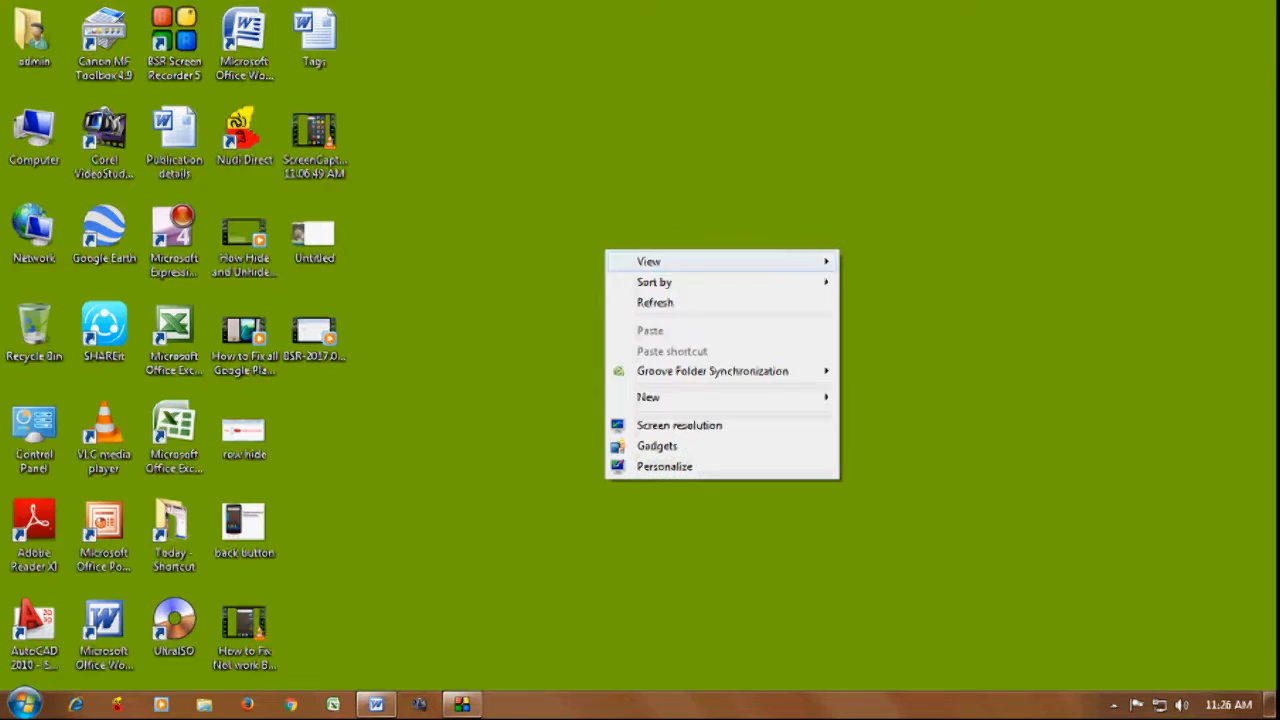 admin
Canon MF
Toolbox 4.9
BSR Screen
Recorder 5
Microsoft
Office Wo...
Tags
Computer
Corel
VideoStud...
Publication
details
ನು
ಡಿ
Nudi Direct
ScreenCapt...
11.06.49 AM
Network
Google Earth
4
Microsoft
Expressi...
How Hide
and Unhide...
Untitled
Recycle Bin
SHAREit
Microsoft
Office Exc...
How to Fix all
Google Pla...
BSR-2017.0...
Control
Panel
VLC media
player
Microsoft
Office Exc...
row hide
Adobe
Reader XI
Microsoft
Office Po...
Today -
Shortcut
back button
AutoCAD
2010 - S...
Microsoft
Office Wo...
UltraISO
How to Fix
Network B...
View
Sort by
Refresh
Paste
Paste shortcut
Groove Folder Synchronization
New
Screen resolution
Gadgets
Personalize
11:26 AM